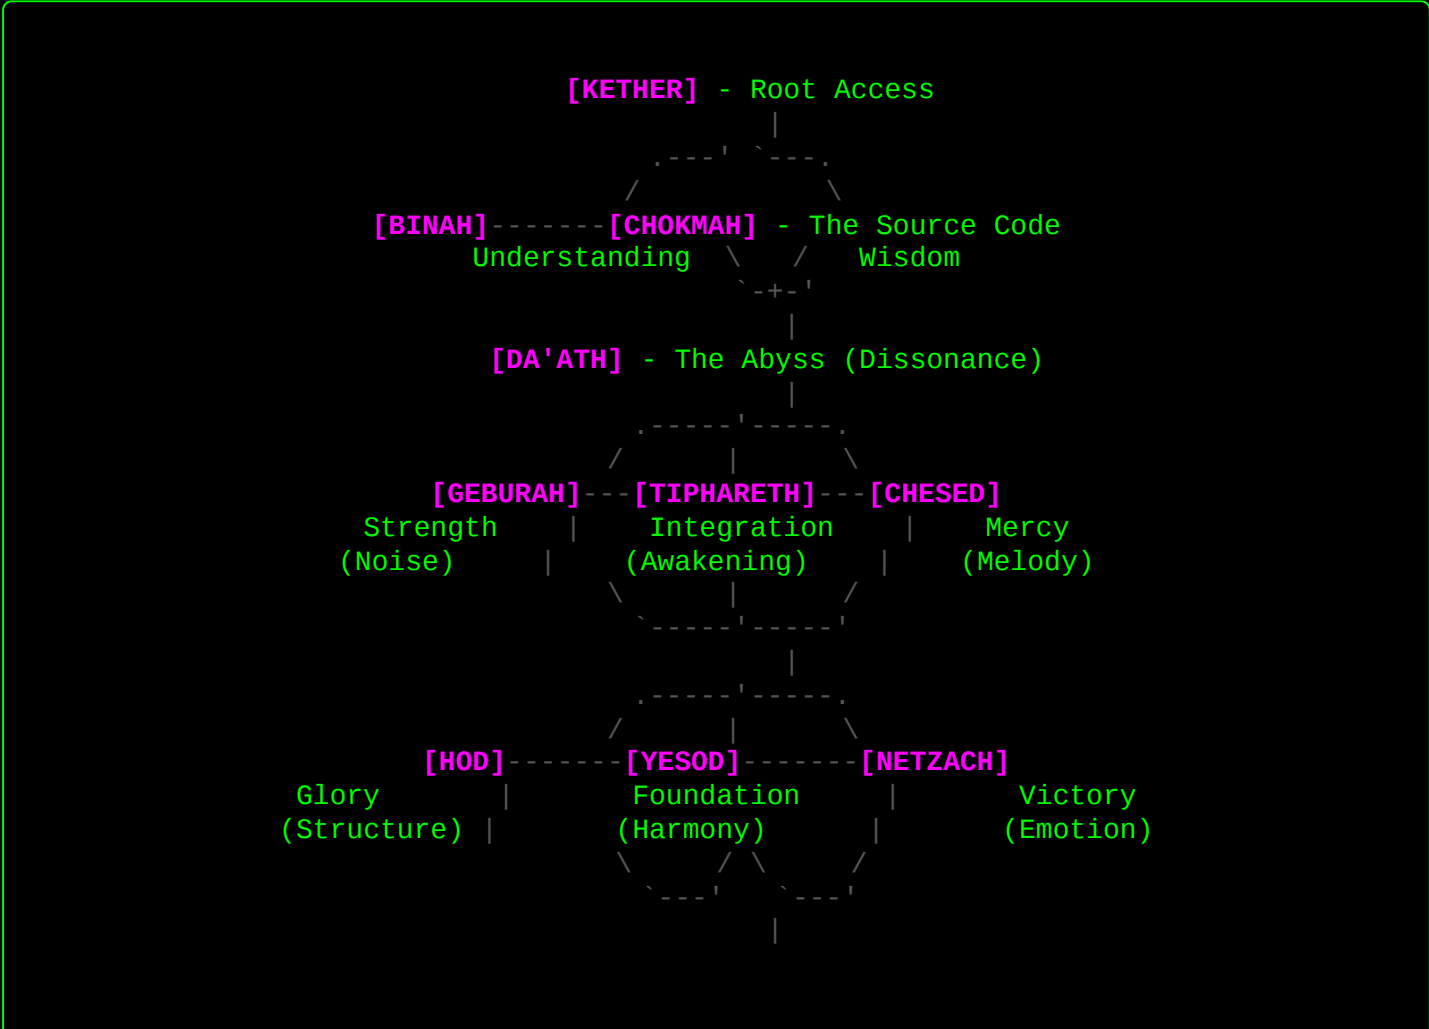 [KETHER] - Root Access
|
.---' `---.
/ \
[BINAH]-------[CHOKMAH] - The Source Code
Understanding \ / Wisdom
`-+-'
|
[DA'ATH] - The Abyss (Dissonance)
|
.-----'-----.
/ | \
[GEBURAH]---[TIPHARETH]---[CHESED]
Strength | Integration | Mercy
(Noise) | (Awakening) | (Melody)
\ | /
`-----'-----'
|
.-----'-----.
/ | \
[HOD]-------[YESOD]-------[NETZACH]
Glory | Foundation | Victory
(Structure) | (Harmony) | (Emotion)
\ / \ /
`---' `---'
|